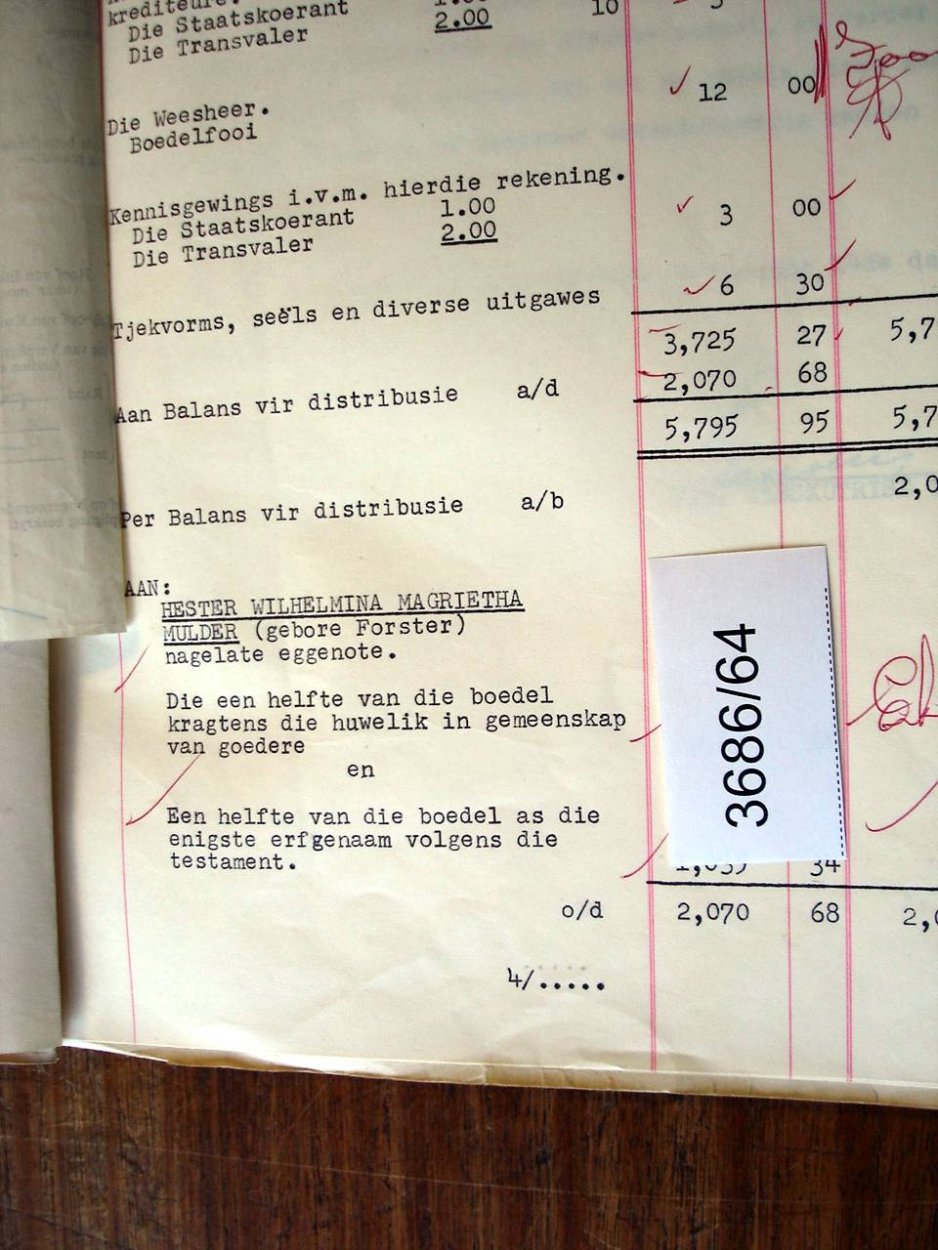 krediteure.
Die Staatskoerant 10
Die Transvaler 2.00
Die Weesheer.
Boedelfooi 12 00
Kennisgewings i.v.m. hierdie rekening.
Die Staatskoerant 1.00
Die Transvaler 2.00 3 00
Tjekvorms, seëls en diverse uitgawes 6 30
3,725 27 5,7
Aan Balans vir distribusie a/d 2,070 68
5,795 95 5,7
Per Balans vir distribusie a/b 2,0
AAN:
HESTER WILHELMINA MAGRIETHA
MULDER (gebore Forster)
nagelate eggenote.
Die een helfte van die boedel
kragtens die huwelik in gemeenskap
van goedere
en
Een helfte van die boedel as die
enigste erfgenaam volgens die
testament. 34
o/d 2,070 68 2,0
4/.....
3686/64